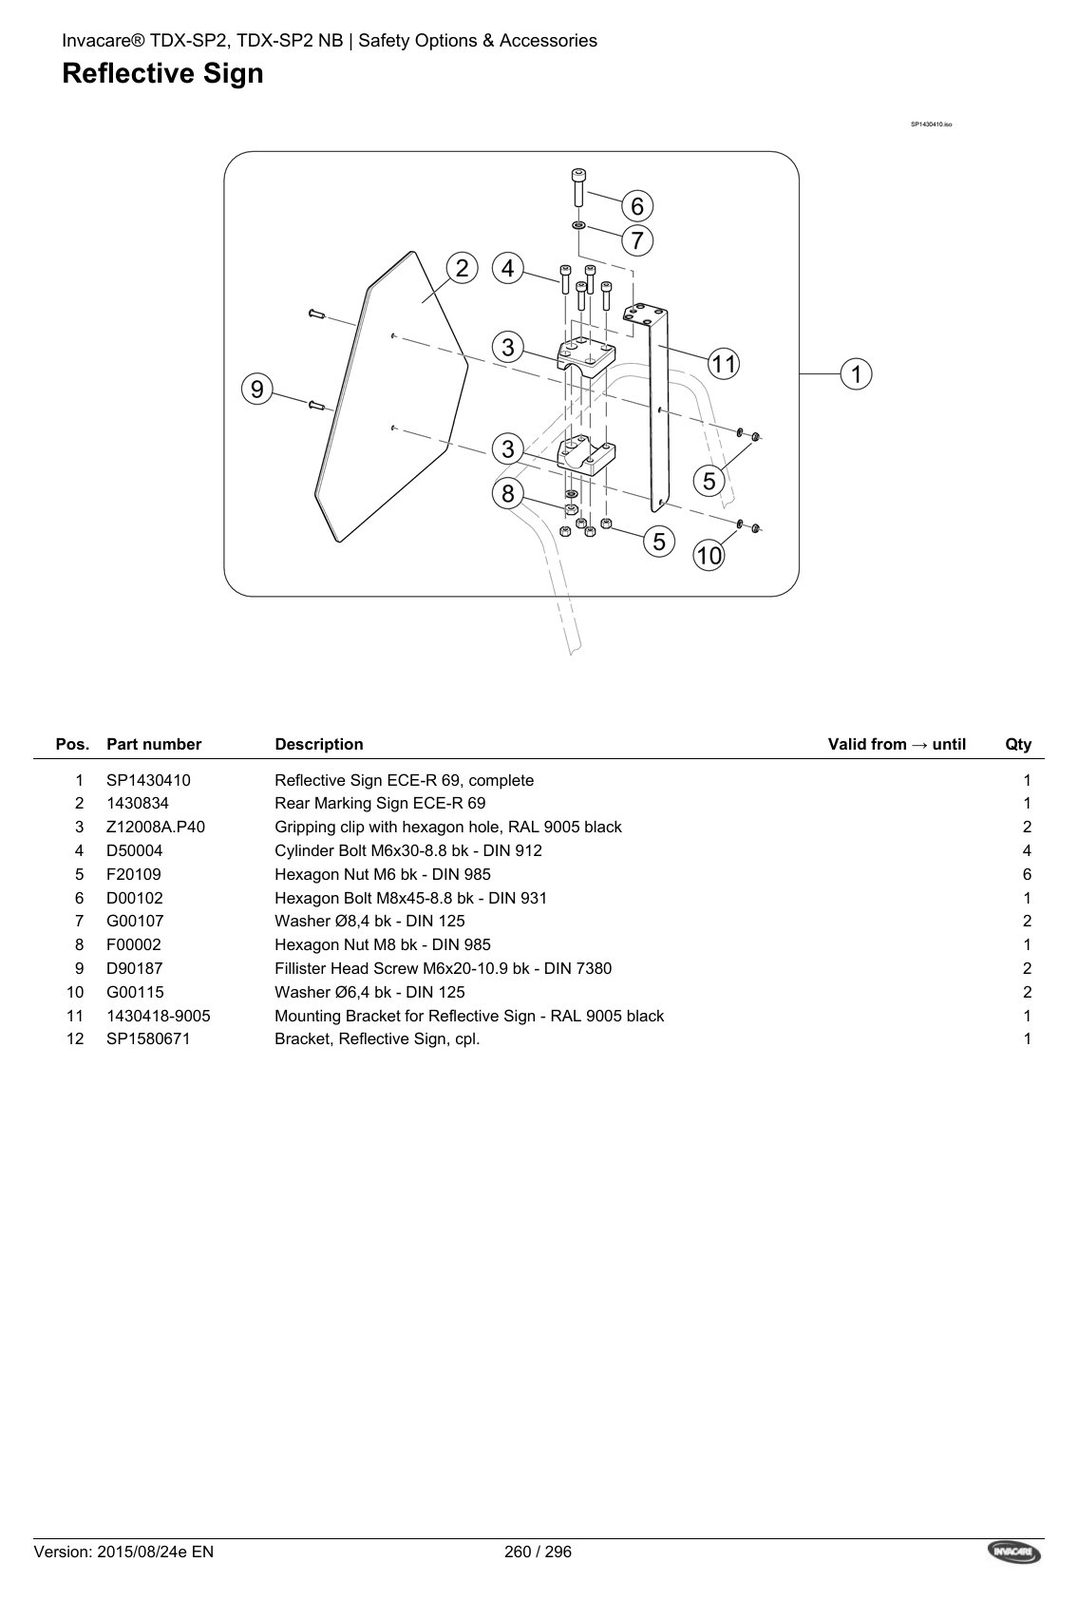 Invacare® TDX-SP2, TDX-SP2 NB | Safety Options & Accessories
Reflective Sign
SP1430410.iso
6
7
2
4
3
11
1
9
3
5
8
5
10
Pos. Part number Description Valid from → until Qty
1 SP1430410 Reflective Sign ECE-R 69, complete 1
2 1430834 Rear Marking Sign ECE-R 69 1
3 Z12008A.P40 Gripping clip with hexagon hole, RAL 9005 black 2
4 D50004 Cylinder Bolt M6x30-8.8 bk - DIN 912 4
5 F20109 Hexagon Nut M6 bk - DIN 985 6
6 D00102 Hexagon Bolt M8x45-8.8 bk - DIN 931 1
7 G00107 Washer Ø8,4 bk - DIN 125 2
8 F00002 Hexagon Nut M8 bk - DIN 985 1
9 D90187 Fillister Head Screw M6x20-10.9 bk - DIN 7380 2
10 G00115 Washer Ø6,4 bk - DIN 125 2
11 1430418-9005 Mounting Bracket for Reflective Sign - RAL 9005 black 1
12 SP1580671 Bracket, Reflective Sign, cpl. 1
Version: 2015/08/24e EN 260 / 296 INVACARE